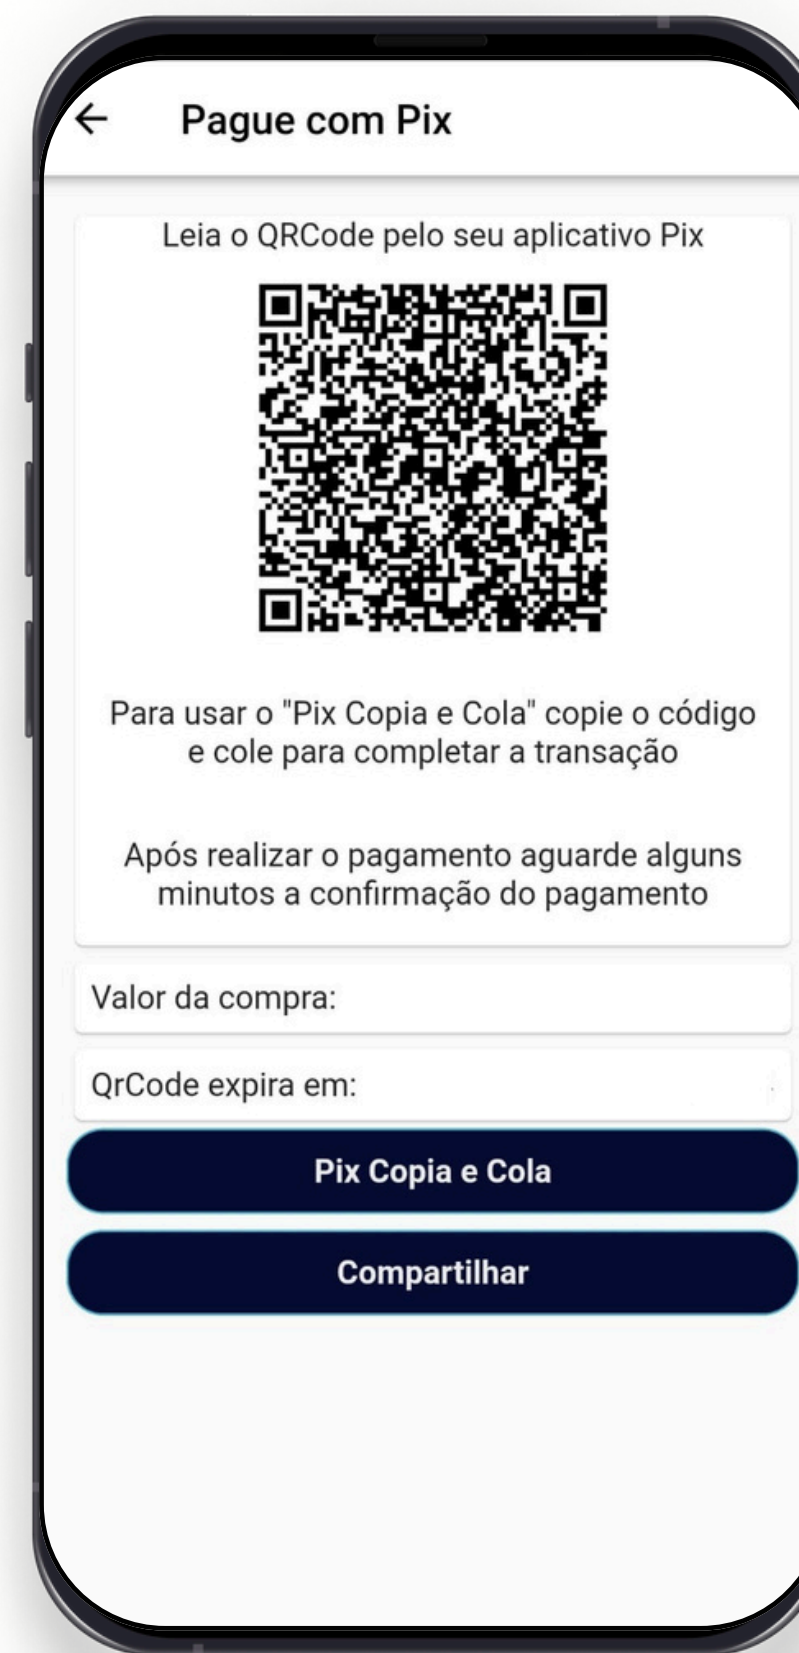 Pague com Pix
Leia o QRCode pelo seu aplicativo Pix
Para usar o "Pix Copia e Cola" copie o código
e cole para completar a transação
Após realizar o pagamento aguarde alguns
minutos a confirmação do pagamento
Valor da compra:
QrCode expira em:
Pix Copia e Cola
Compartilhar